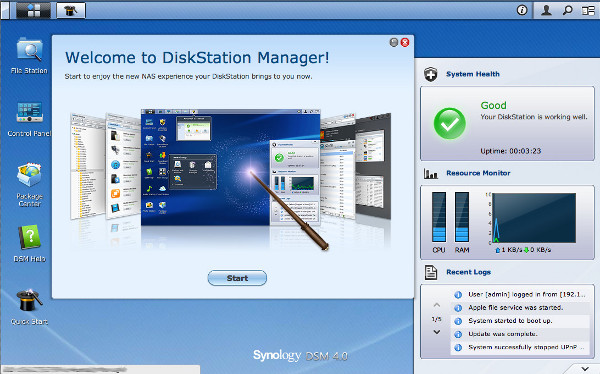 Welcome to DiskStation Manager!
Start to enjoy the new NAS experience your DiskStation brings to you now.
Start
File Station
Control Panel
Package
Center
DSM Help
Quick Start
System Health
Good
Your DiskStation is working well.
Uptime: 00:03:23
Resource Monitor
CPU
RAM
1 KB/s 0 KB/s
Recent Logs
1/5
User [admin] logged in from [192.1...
Apple file service was started.
System started to boot up.
Update was complete.
System successfully stopped UPnP ...
Synology DSM 4.0